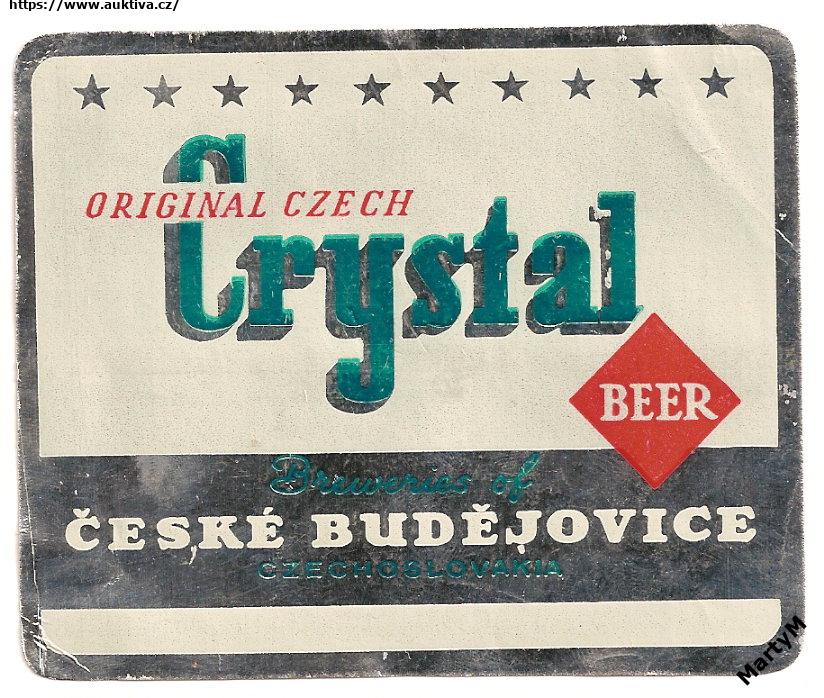 https://www.auktiva.cz/
ORIGINAL CZECH
Crystal
BEER
Breweries of
ČESKÉ BUDĚJOVICE
CZECHOSLOVAKIA
MartyM